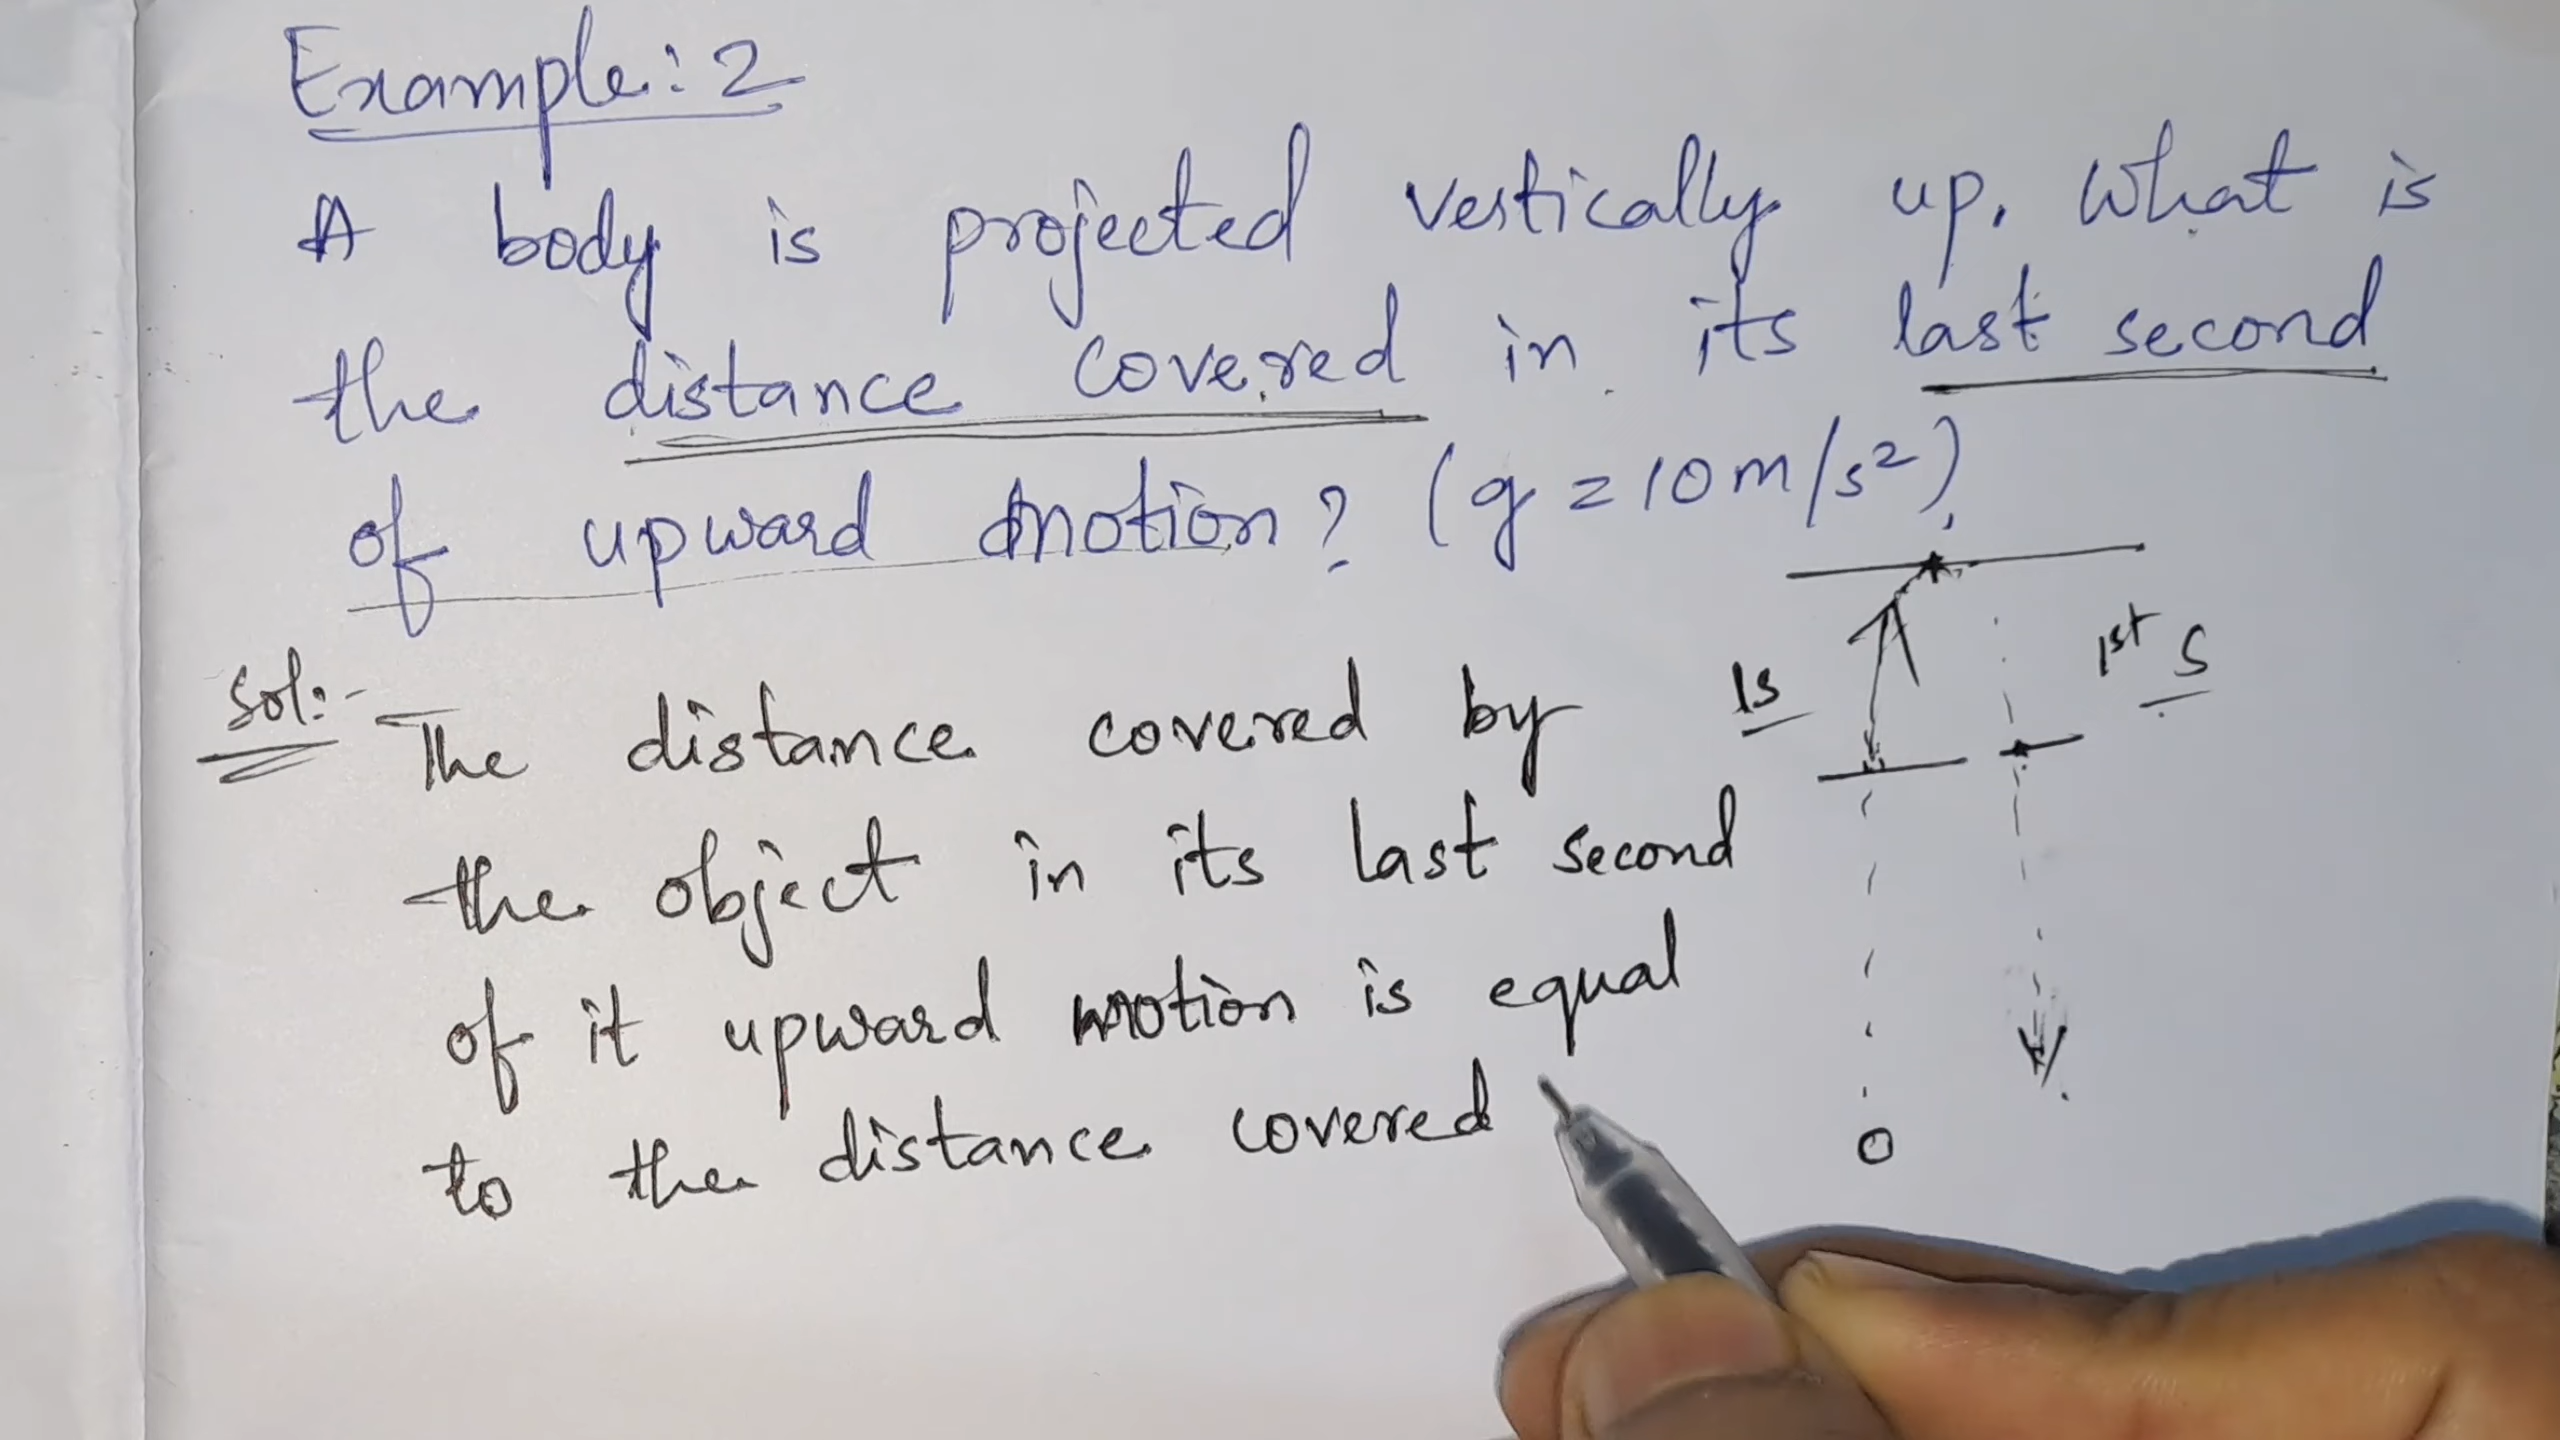 Example: 2
A body is projected vertically up. What is
the distance covered in its last second
of upward motion? (g = 10 m/s²)
Sol:- The distance covered by
the object in its last second
of it upward motion is equal
to the distance covered
1s
1st s
0